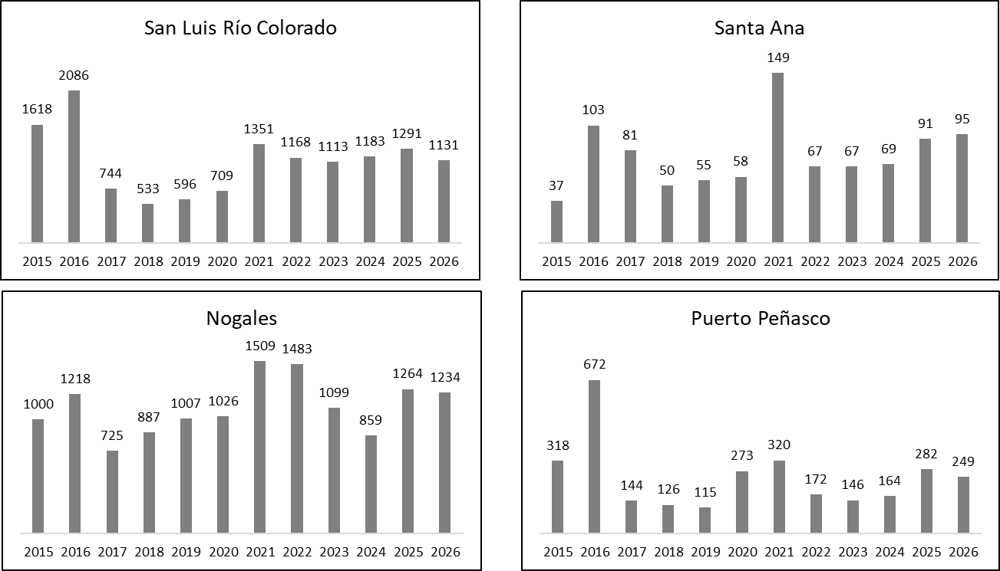 San Luis Río Colorado
1618 2086 744 533 596 709 1351 1168 1113 1183 1291 1131
2015 2016 2017 2018 2019 2020 2021 2022 2023 2024 2025 2026
Santa Ana
37 103 81 50 55 58 149 67 67 69 91 95
2015 2016 2017 2018 2019 2020 2021 2022 2023 2024 2025 2026
Nogales
1000 1218 725 887 1007 1026 1509 1483 1099 859 1264 1234
2015 2016 2017 2018 2019 2020 2021 2022 2023 2024 2025 2026
Puerto Peñasco
318 672 144 126 115 273 320 172 146 164 282 249
2015 2016 2017 2018 2019 2020 2021 2022 2023 2024 2025 2026